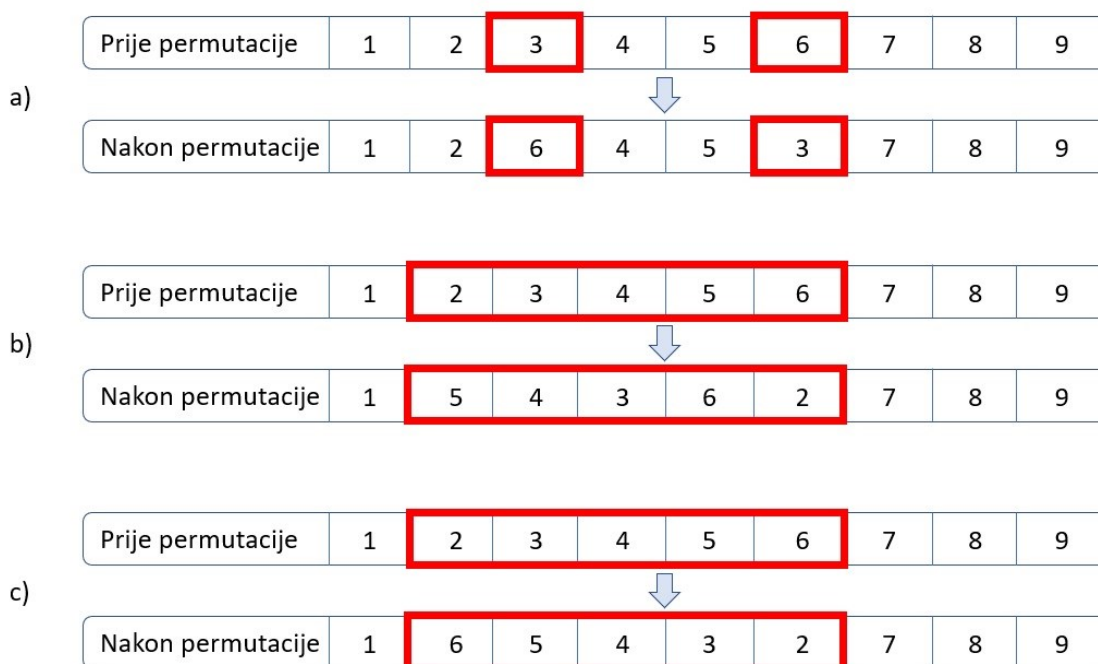 Prije permutacije 1 2 3 4 5 6 7 8 9
a)
Nakon permutacije 1 2 6 4 5 3 7 8 9
Prije permutacije 1 2 3 4 5 6 7 8 9
b)
Nakon permutacije 1 5 4 3 6 2 7 8 9
Prije permutacije 1 2 3 4 5 6 7 8 9
c)
Nakon permutacije 1 6 5 4 3 2 7 8 9